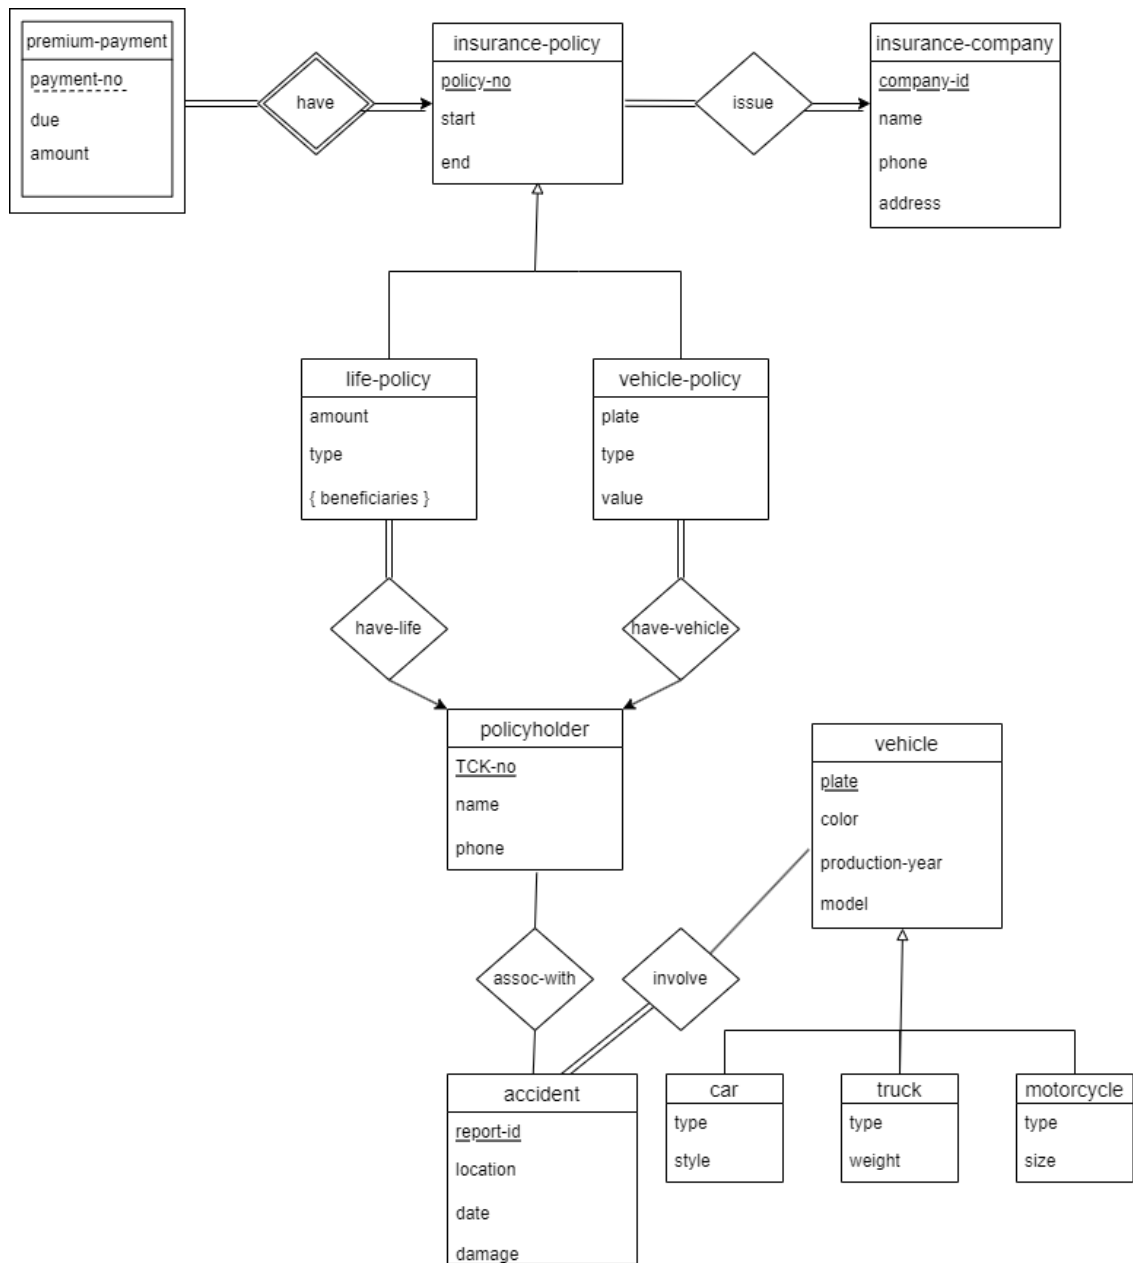 premium-payment
payment-no
due
amount
have
insurance-policy
policy-no
start
end
issue
insurance-company
company-id
name
phone
address
life-policy
amount
type
{ beneficiaries }
vehicle-policy
plate
type
value
have-life
have-vehicle
policyholder
TCK-no
name
phone
vehicle
plate
color
production-year
model
assoc-with
involve
accident
report-id
location
date
damage
car
type
style
truck
type
weight
motorcycle
type
size